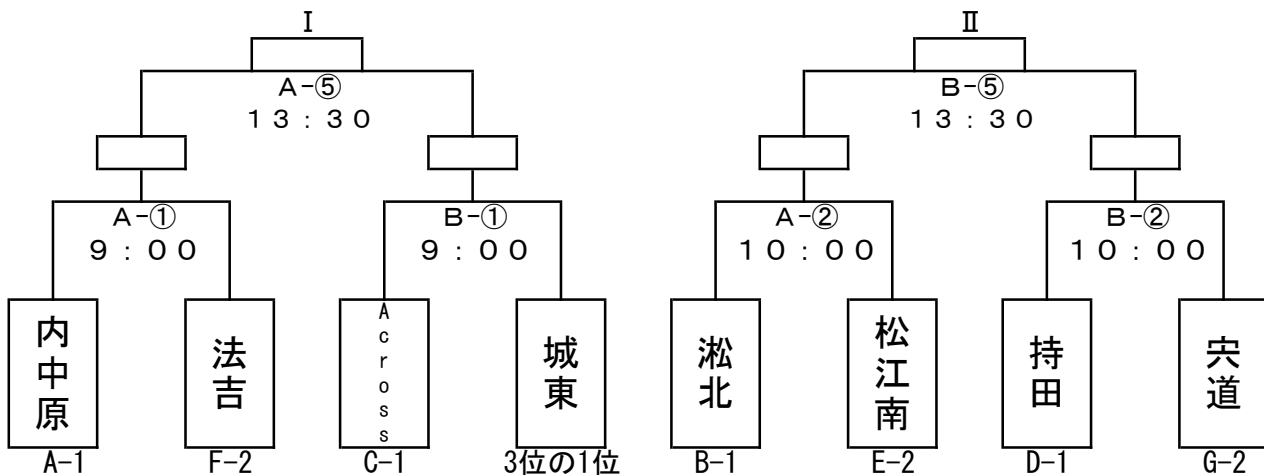 Ⅰ
Ⅱ
A-⑤
B-⑤
13:30
13:30
A-①
B-①
A-②
B-②
9:00
9:00
10:00
10:00
内中原
法吉
Across
城東
淞北
松江南
持田
宍道
A-1
F-2
C-1
3位の1位
B-1
E-2
D-1
G-2